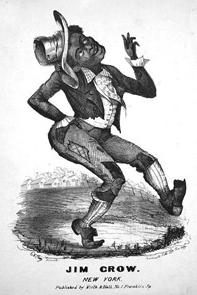 JIM CROW.
NEW YORK.
Published by Firth & Hall, No. 1, Franklin Sq.